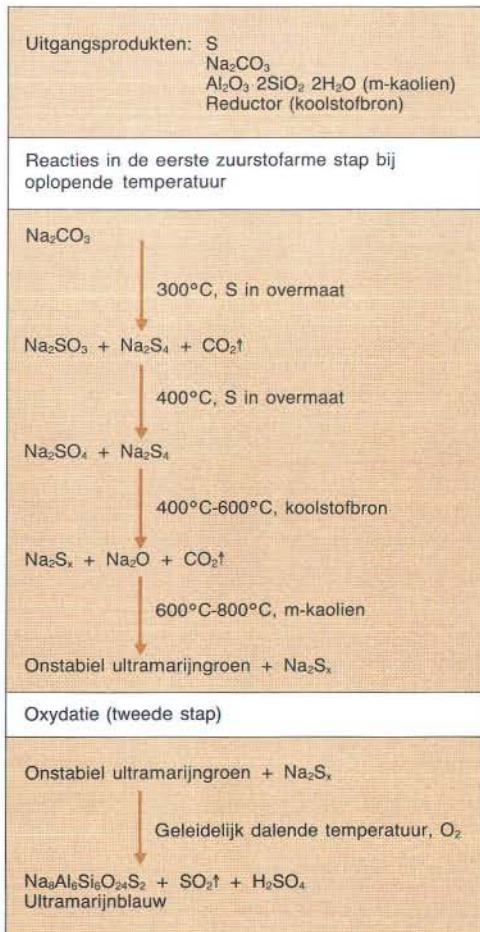 Uitgangsprodukten: S
Na₂CO₃
Al₂O₃ 2SiO₂ 2H₂O (m-kaolien)
Reductor (koolstofbron)
Reacties in de eerste zuurstofarme stap bij
oplopende temperatuur
Na₂CO₃
300°C, S in overmaat
Na₂SO₃ + Na₂S₄ + CO₂↑
400°C, S in overmaat
Na₂SO₄ + Na₂S₄
400°C-600°C, koolstofbron
Na₂Sₓ + Na₂O + CO₂↑
600°C-800°C, m-kaolien
Onstabiel ultramarijngroen + Na₂Sₓ
Oxydatie (tweede stap)
Onstabiel ultramarijngroen + Na₂Sₓ
Geleidelijk dalende temperatuur, O₂
Na₈Al₆Si₆O₂₄S₂ + SO₂↑ + H₂SO₄
Ultramarijnblauw